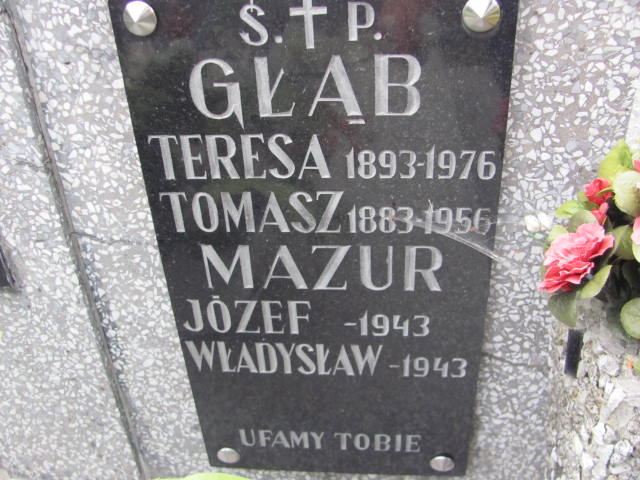 Ś. † P.
GŁĄB
TERESA 1893-1976
TOMASZ 1883-1956
MAZUR
JÓZEF -1943
WŁADYSŁAW -1943
UFAMY TOBIE